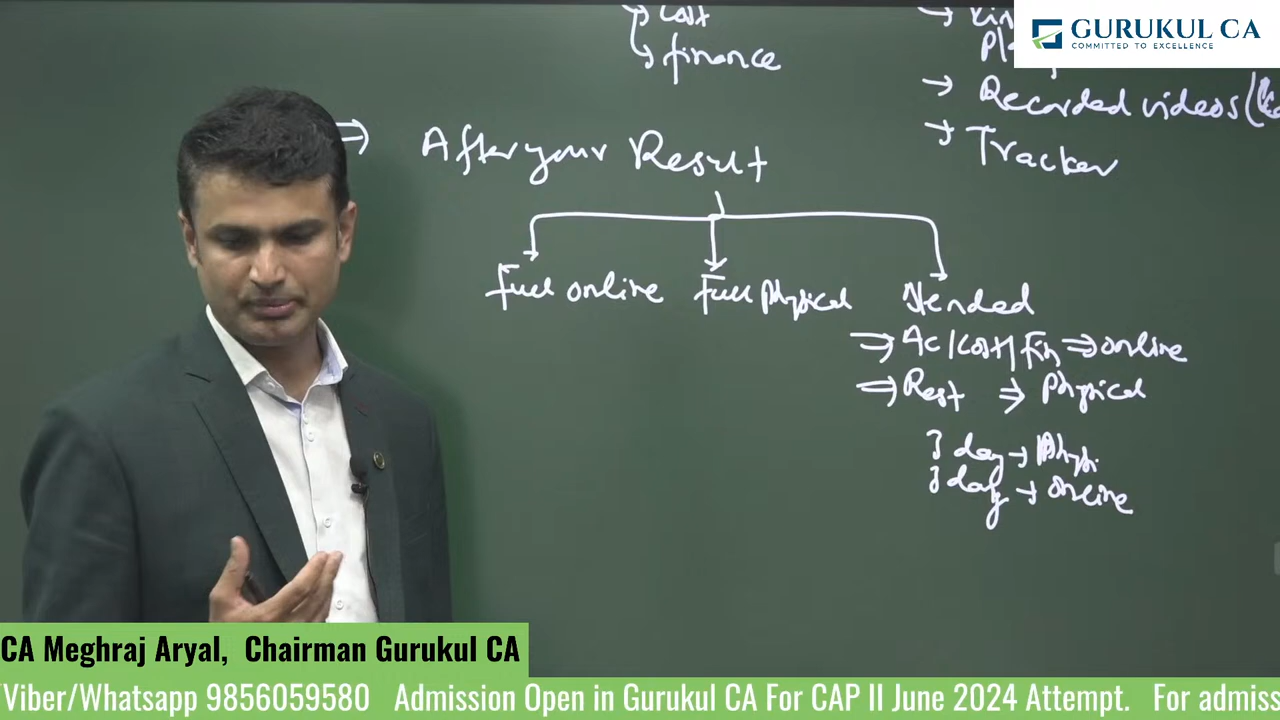 GURUKUL CA
COMMITTED TO EXCELLENCE
→ Cost
→ finance
→ Recorded videos
→ Tracker
⇒ After your Result
Full online Full Physical
⇒ Ac/Cost/Fin ⇒ online
⇒ Rest ⇒ Physical
3 day → Physi.
3 day → online
CA Meghraj Aryal, Chairman Gurukul CA
Viber/Whatsapp 9856059580 Admission Open in Gurukul CA For CAP II June 2024 Attempt. For admiss